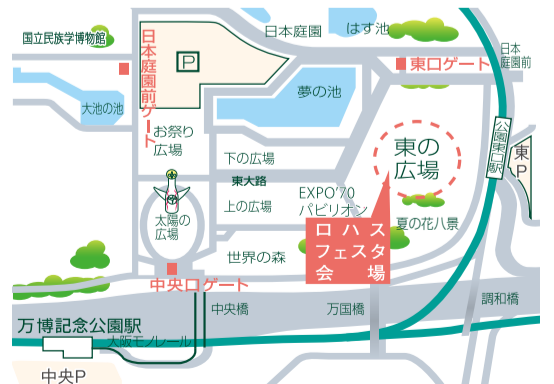 国立民族学博物館
日本庭園
はす池
P
日本庭園前ゲート
東口ゲート
日本
庭園前
大池の池
夢の池
お祭り
広場
公園東口駅
東の
広場
東P
下の広場
東大路
EXPO'70
パビリオン
上の広場
太陽の
広場
夏の花八景
ロハス
フェスタ
会場
世界の森
中央口ゲート
中央橋
万国橋
調和橋
万博記念公園駅
大阪モノレール
中央P